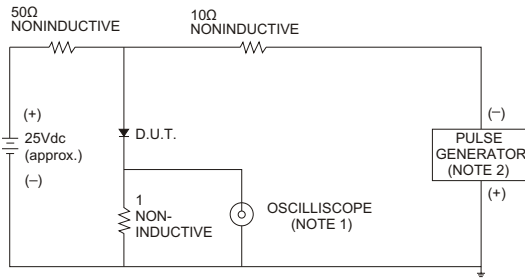 50Ω
NONINDUCTIVE
10Ω
NONINDUCTIVE
(+)
25Vdc
(approx.)
(–)
D.U.T.
1
NON-
INDUCTIVE
OSCILLISCOPE
(NOTE 1)
(–)
PULSE
GENERATOR
(NOTE 2)
(+)